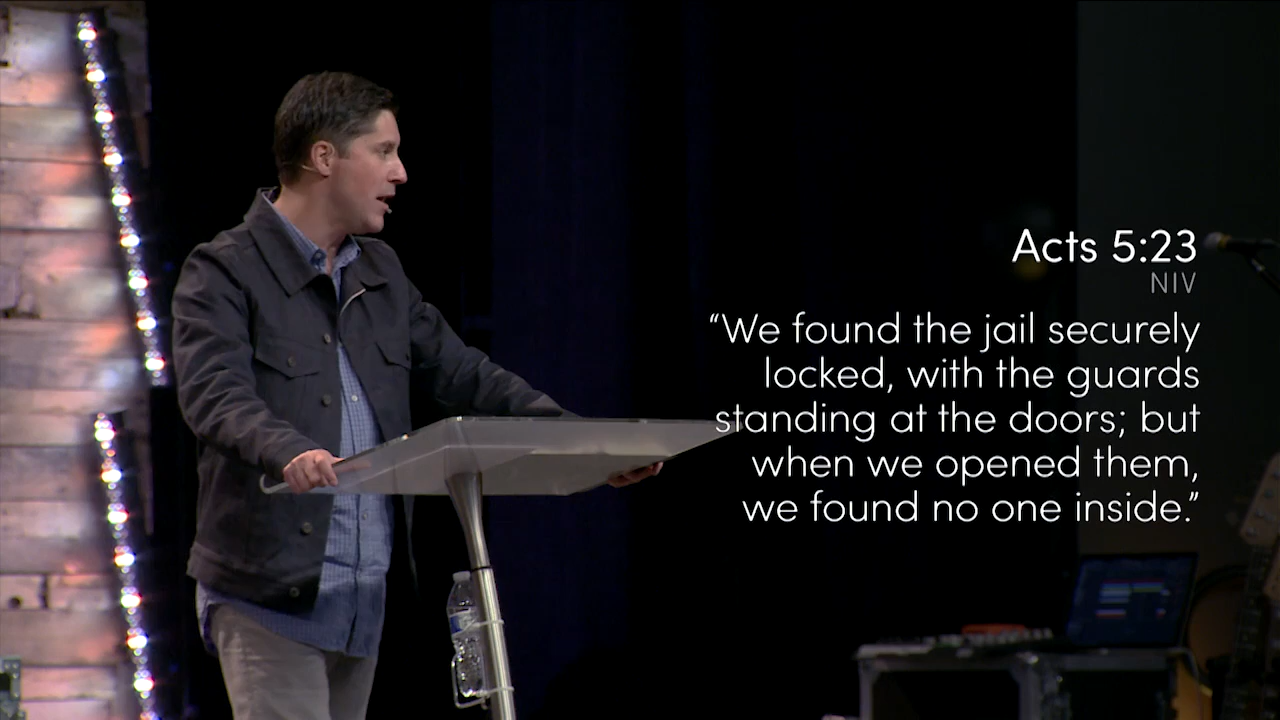 Acts 5:23
NIV
“We found the jail securely
locked, with the guards
standing at the doors; but
when we opened them,
we found no one inside.”